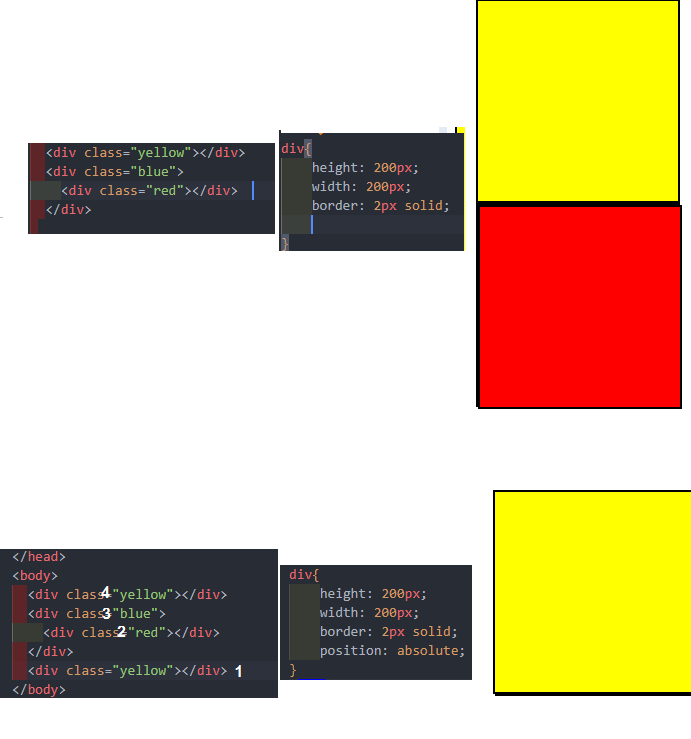 <div class="yellow"></div>
<div class="blue">
<div class="red"></div>
</div>
div{
height: 200px;
width: 200px;
border: 2px solid;
}
</head>
<body>
<div clas4"yellow"></div>
<div clas3"blue">
<div clas2"red"></div>
</div>
<div class="yellow"></div> 1
</body>
div{
height: 200px;
width: 200px;
border: 2px solid;
position: absolute;
}